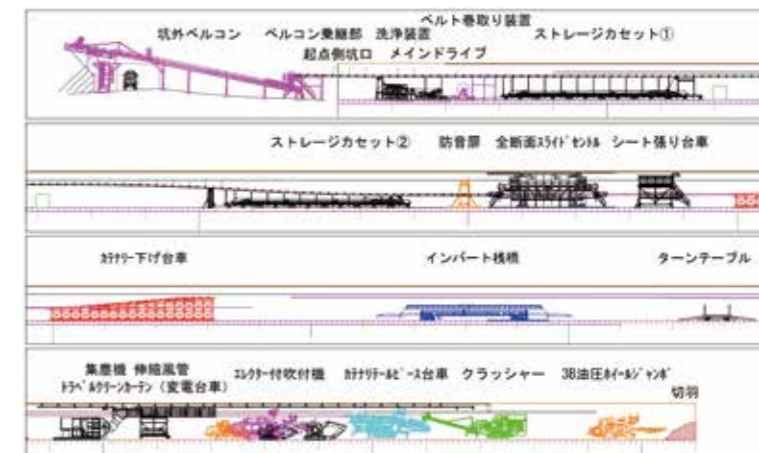 ベルト巻取り装置
坑外ベルコン ベルコン乗継部 洗浄装置 ストレージカセット①
起点側坑口 メインドライブ
ストレージカセット② 防音扉 全断面ｽﾗｲﾄﾞｾﾝﾄﾙ シート張り台車
ｶﾃﾅﾘｰ下げ台車 インバート桟橋 ターンテーブル
集塵機 伸縮風管 ｴﾚｸﾀｰ付吹付機 ｶﾃﾅﾘﾃｰﾙﾋﾟｰｽ台車 クラッシャー 3B油圧ﾎｲｰﾙｼﾞｬﾝﾎﾞ
ﾄﾗﾍﾞﾙｸﾘｰﾝｶｰﾃﾝ（変電台車） 切羽